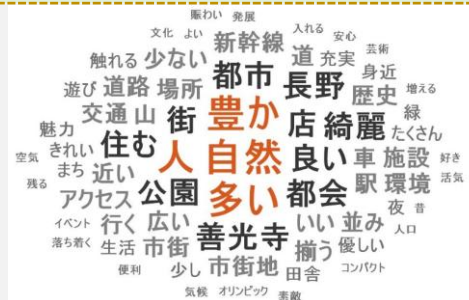 賑わい 発展
文化 よい 新幹線 入れる 安心
触れる 少ない 道 充実 芸術
都市 長野 身近
遊び 道路 場所 歴史 増える
交通 山 街 豊か 店 綺麗 緑
魅力 たくさん
空気 きれい 住む 人 自然 良い 車 施設 好き
残る まち 近い 駅 環境 活気
アクセス 公園 多い 都会 夜 昔
イベント 行く 広い いい 並み 人口
落ち着く 生活 市街 善光寺 揃う 優しい
便利 少し 市街地 田舎 コンパクト
気候 オリンピック 素敵